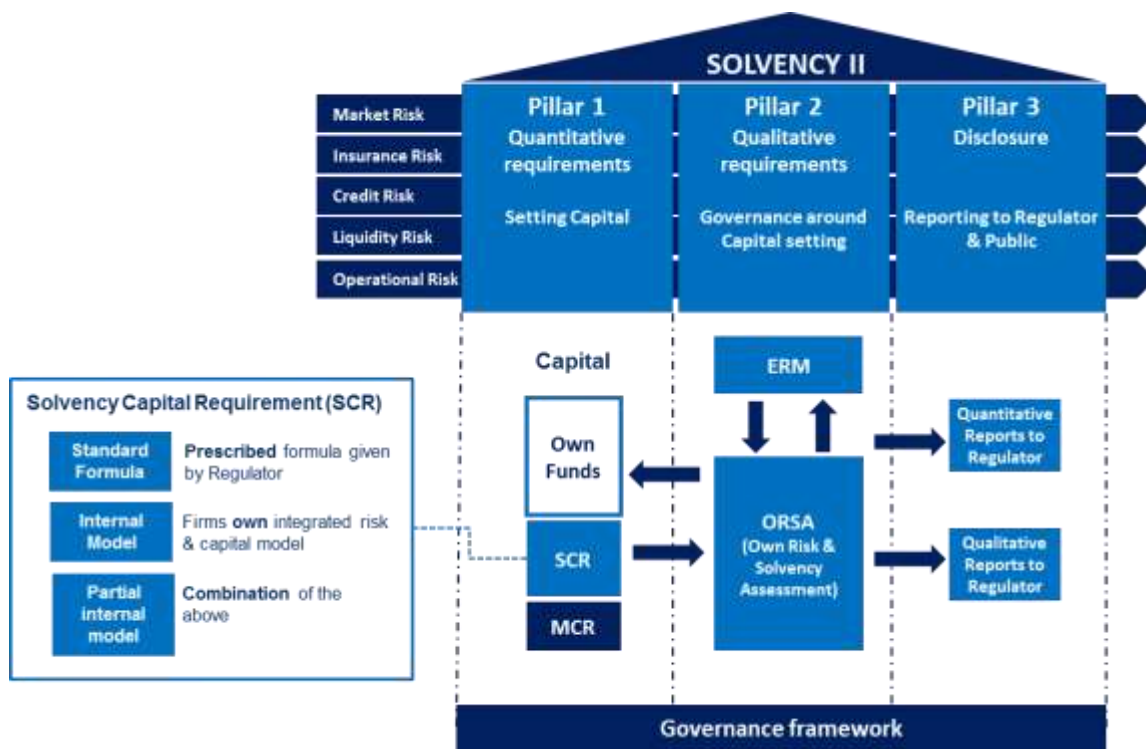 SOLVENCY II
Market Risk
Insurance Risk
Credit Risk
Liquidity Risk
Operational Risk
Pillar 1
Quantitative
requirements
Setting Capital
Pillar 2
Qualitative
requirements
Governance around
Capital setting
Pillar 3
Disclosure
Reporting to Regulator
& Public
Solvency Capital Requirement (SCR)
Standard
Formula
Prescribed formula given
by Regulator
Internal
Model
Firms own integrated risk
& capital model
Partial
internal
model
Combination of the
above
Capital
Own
Funds
SCR
MCR
ERM
ORSA
(Own Risk &
Solvency
Assessment)
Quantitative
Reports to
Regulator
Qualitative
Reports to
Regulator
Governance framework